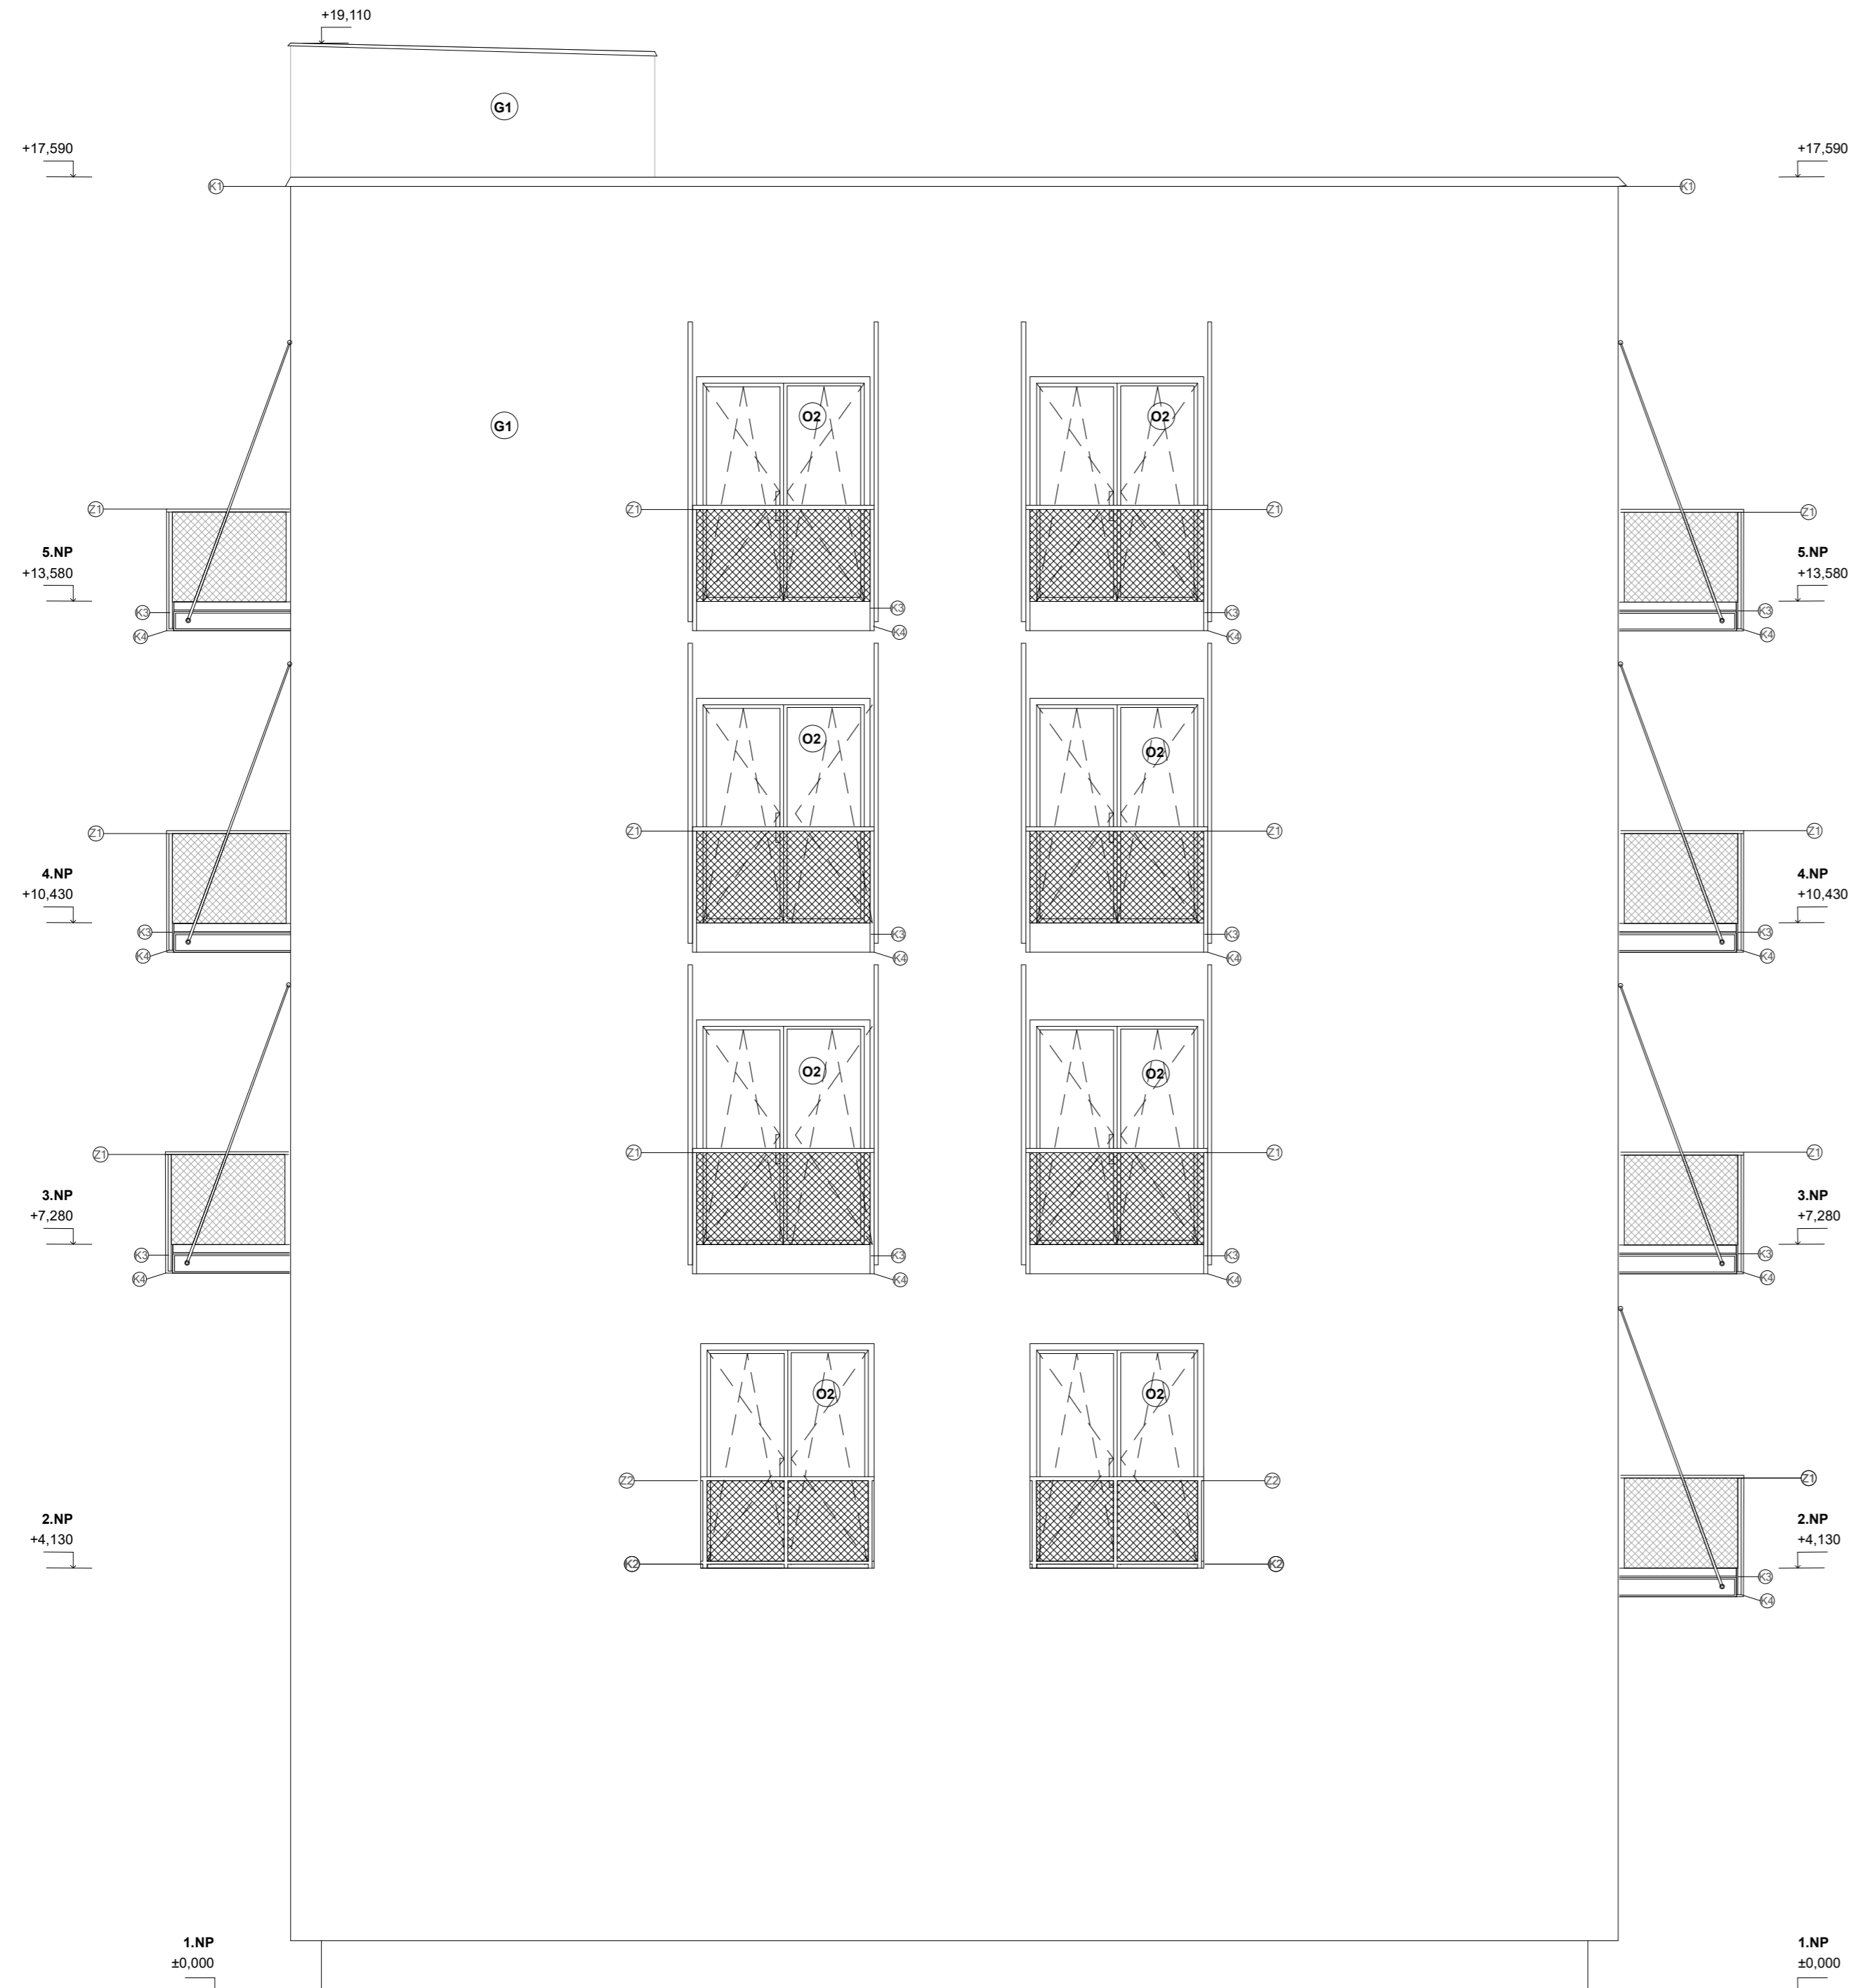 +19,110
G1
+17,590 +17,590
K1 K1
O2 O2
G1
Z1 Z1 Z1 Z1
5.NP 5.NP
+13,580 +13,580
K3 K3 K3 K3
K4 K4 K4 K4
O2 O2
Z1 Z1 Z1 Z1
4.NP 4.NP
+10,430 +10,430
K3 K3 K3 K3
K4 K4 K4 K4
O2 O2
Z1 Z1 Z1 Z1
3.NP 3.NP
+7,280 +7,280
K3 K3 K3 K3
K4 K4 K4 K4
O2 O2
Z2 Z2 Z1
2.NP 2.NP
+4,130 +4,130
K2 K2 K3
K4
1.NP 1.NP
±0,000 ±0,000